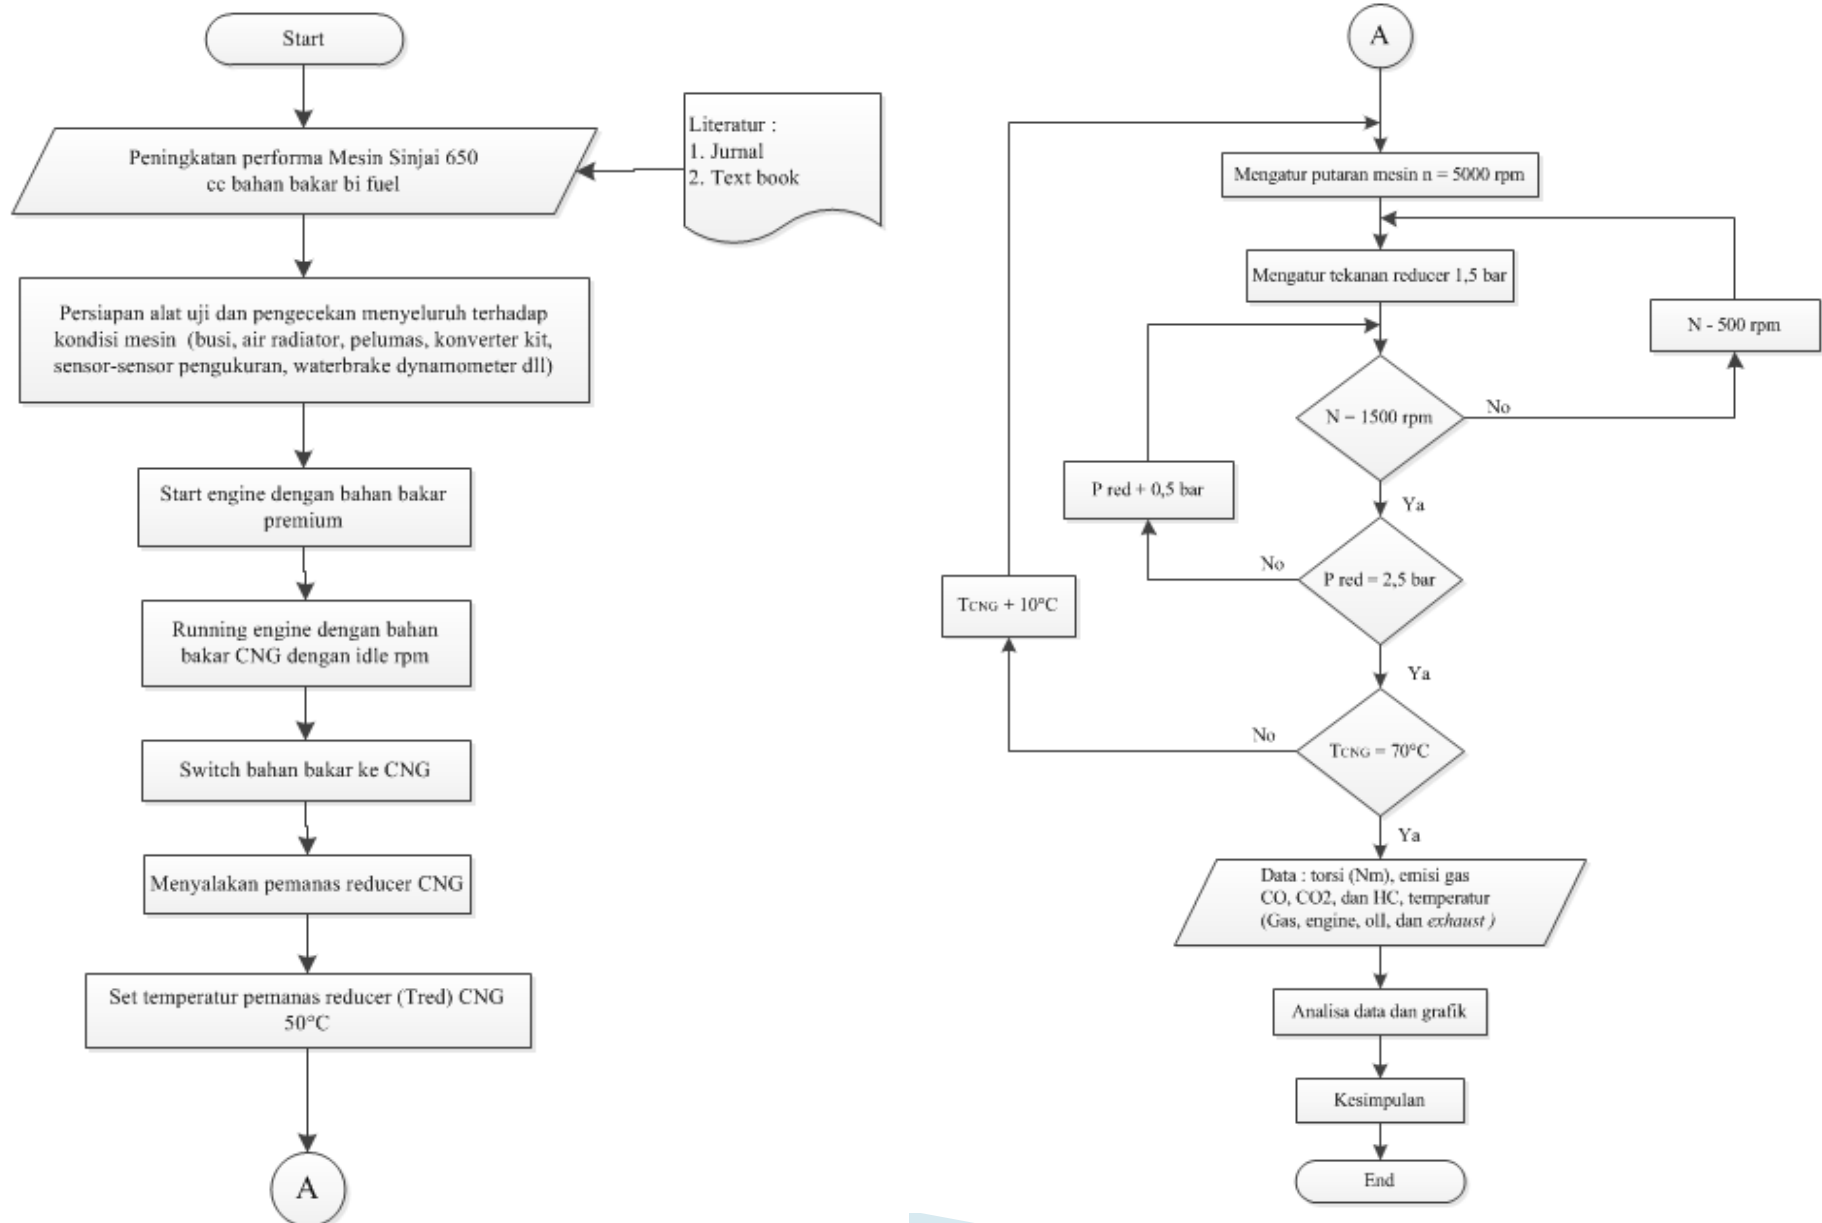 Start
Peningkatan performa Mesin Sinjai 650
cc bahan bakar bi fuel
Literatur :
1. Jurnal
2. Text book
Persiapan alat uji dan pengecekan menyeluruh terhadap
kondisi mesin (busi, air radiator, pelumas, konverter kit,
sensor-sensor pengukuran, waterbrake dynamometer dll)
Start engine dengan bahan bakar
premium
Running engine dengan bahan
bakar CNG dengan idle rpm
Switch bahan bakar ke CNG
Menyalakan pemanas reducer CNG
Set temperatur pemanas reducer (Tred) CNG
50°C
A
A
Mengatur putaran mesin n = 5000 rpm
Mengatur tekanan reducer 1,5 bar
N - 500 rpm
N = 1500 rpm
No
P red + 0,5 bar
Ya
No
P red = 2,5 bar
TCNG + 10°C
Ya
No
TCNG = 70°C
Ya
Data : torsi (Nm), emisi gas
CO, CO2, dan HC, temperatur
(Gas, engine, oll, dan exhaust )
Analisa data dan grafik
Kesimpulan
End